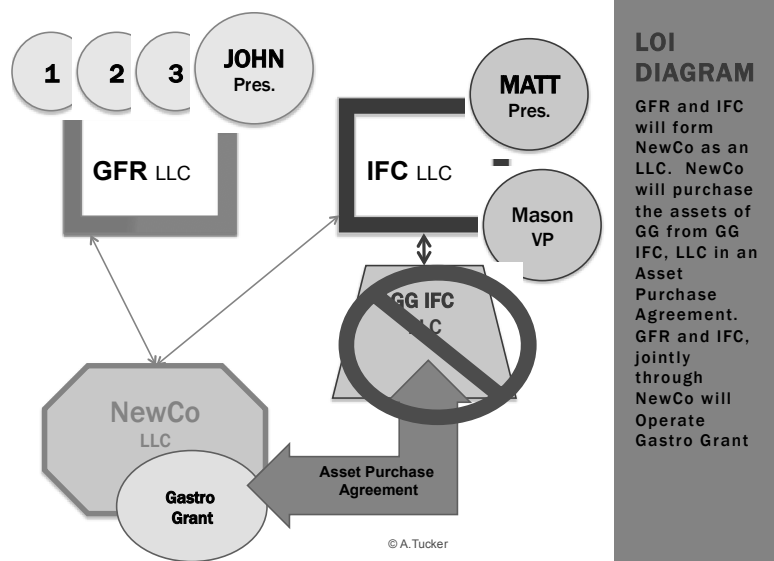 1
2
3
JOHN
Pres.
GFR LLC
MATT
Pres.
IFC LLC
Mason
VP
GG IFC
LLC
NewCo
LLC
Gastro
Grant
Asset Purchase
Agreement
© A.Tucker
LOI
DIAGRAM
GFR and IFC
will form
NewCo as an
LLC. NewCo
will purchase
the assets of
GG from GG
IFC, LLC in an
Asset
Purchase
Agreement.
GFR and IFC,
jointly
through
NewCo will
Operate
Gastro Grant